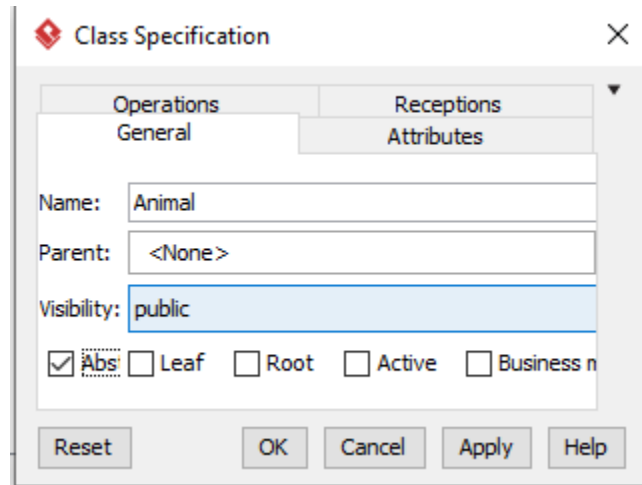 Class Specification
Operations Receptions
General Attributes
Name: Animal
Parent: <None>
Visibility: public
Abs Leaf Root Active Business m
Reset OK Cancel Apply Help